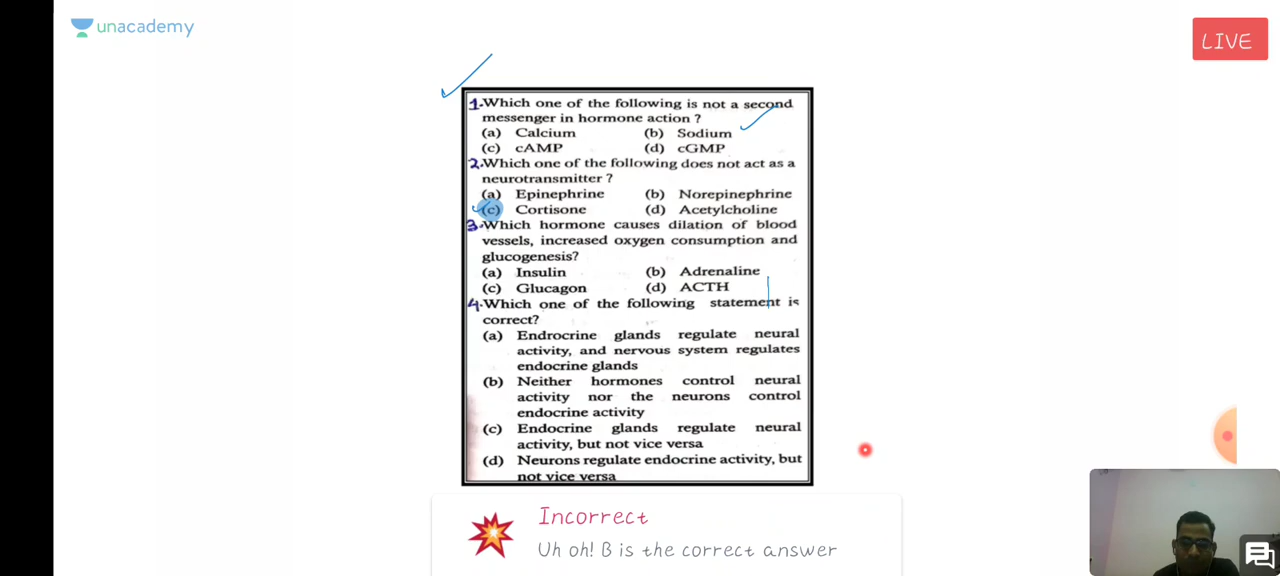 unacademy
LIVE
1.Which one of the following is not a second
messenger in hormone action ?
(a) Calcium (b) Sodium
(c) cAMP (d) cGMP
2.Which one of the following does not act as a
neurotransmitter ?
(a) Epinephrine (b) Norepinephrine
(c) Cortisone (d) Acetylcholine
3.Which hormone causes dilation of blood
vessels, increased oxygen consumption and
glucogenesis?
(a) Insulin (b) Adrenaline
(c) Glucagon (d) ACTH
4.Which one of the following statement is
correct?
(a) Endrocrine glands regulate neural
activity, and nervous system regulates
endocrine glands
(b) Neither hormones control neural
activity nor the neurons control
endocrine activity
(c) Endocrine glands regulate neural
activity, but not vice versa
(d) Neurons regulate endocrine activity, but
not vice versa
Incorrect
Uh oh! B is the correct answer